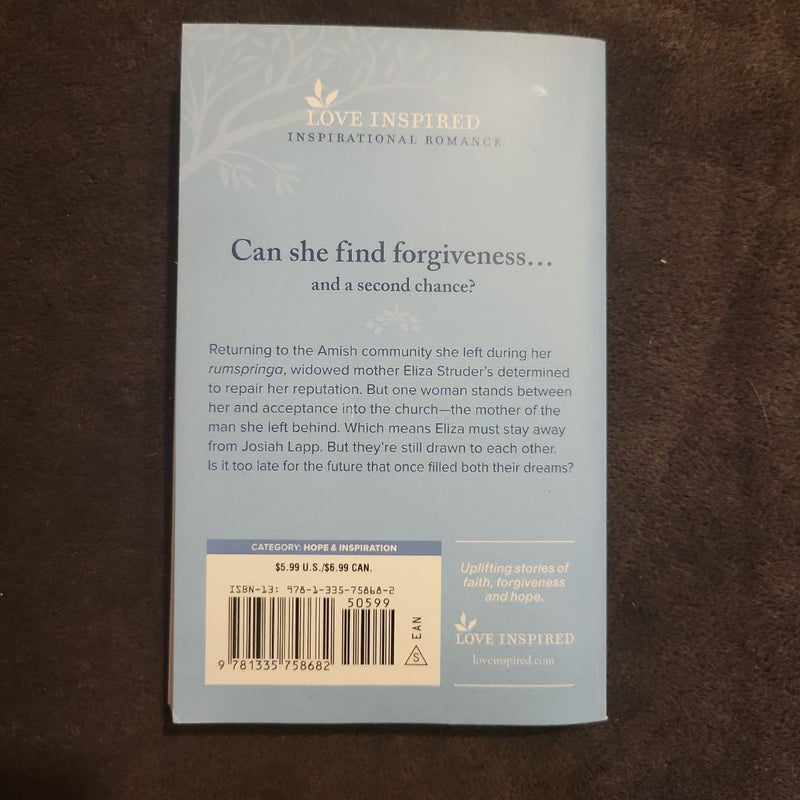 LOVE INSPIRED
INSPIRATIONAL ROMANCE
Can she find forgiveness...
and a second chance?
Returning to the Amish community she left during her
rumspringa, widowed mother Eliza Struder's determined
to repair her reputation. But one woman stands between
her and acceptance into the church—the mother of the
man she left behind. Which means Eliza must stay away
from Josiah Lapp. But they're still drawn to each other.
Is it too late for the future that once filled both their dreams?
CATEGORY: HOPE & INSPIRATION
$5.99 U.S./$6.99 CAN.
ISBN-13: 978-1-335-75868-2
50599
EAN
S
9 781335 758682
Uplifting stories of
faith, forgiveness
and hope.
LOVE INSPIRED
loveinspired.com